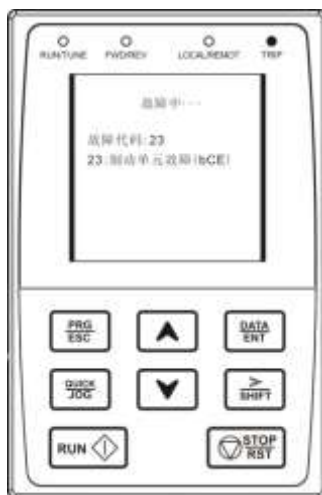 RUN/TUNE FWD/REV LOCAL/REMOT TRIP
故障中···
故障代码:23
23:制动单元故障(bCE)
PRG
ESC
DATA
ENT
QUICK
JOG
>
SHIFT
RUN
STOP
RST